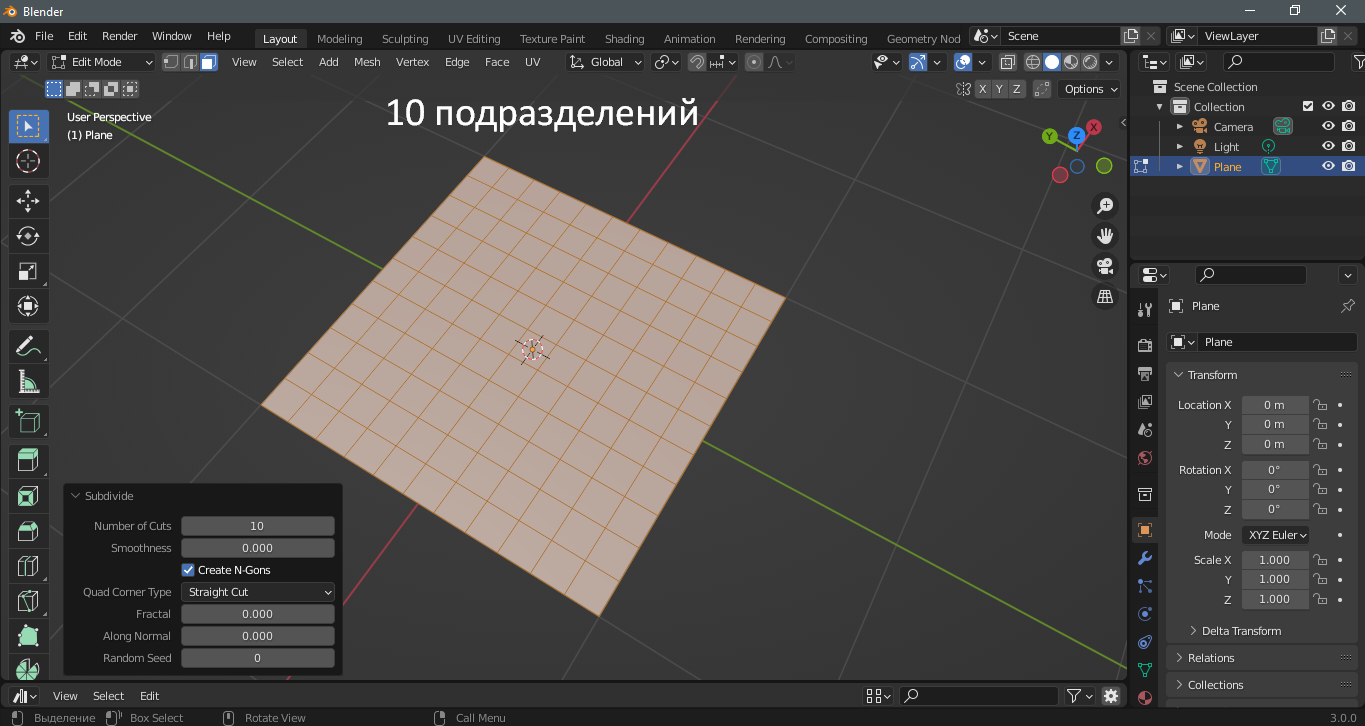 Blender
File Edit Render Window Help Layout Modeling Sculpting UV Editing Texture Paint Shading Animation Rendering Compositing Geometry Nod Scene ViewLayer
Edit Mode View Select Add Mesh Vertex Edge Face UV Global
X Y Z Options
User Perspective
(1) Plane
10 подразделений
X
Y
Z
Scene Collection
Collection
Camera
Light
Plane
Plane
Plane
Transform
Location X 0 m
Y 0 m
Z 0 m
Rotation X 0°
Y 0°
Z 0°
Mode XYZ Euler
Scale X 1.000
Y 1.000
Z 1.000
Delta Transform
Relations
Collections
Subdivide
Number of Cuts 10
Smoothness 0.000
Create N-Gons
Quad Corner Type Straight Cut
Fractal 0.000
Along Normal 0.000
Random Seed 0
View Select Edit
Выделение Box Select Rotate View Call Menu 3.0.0